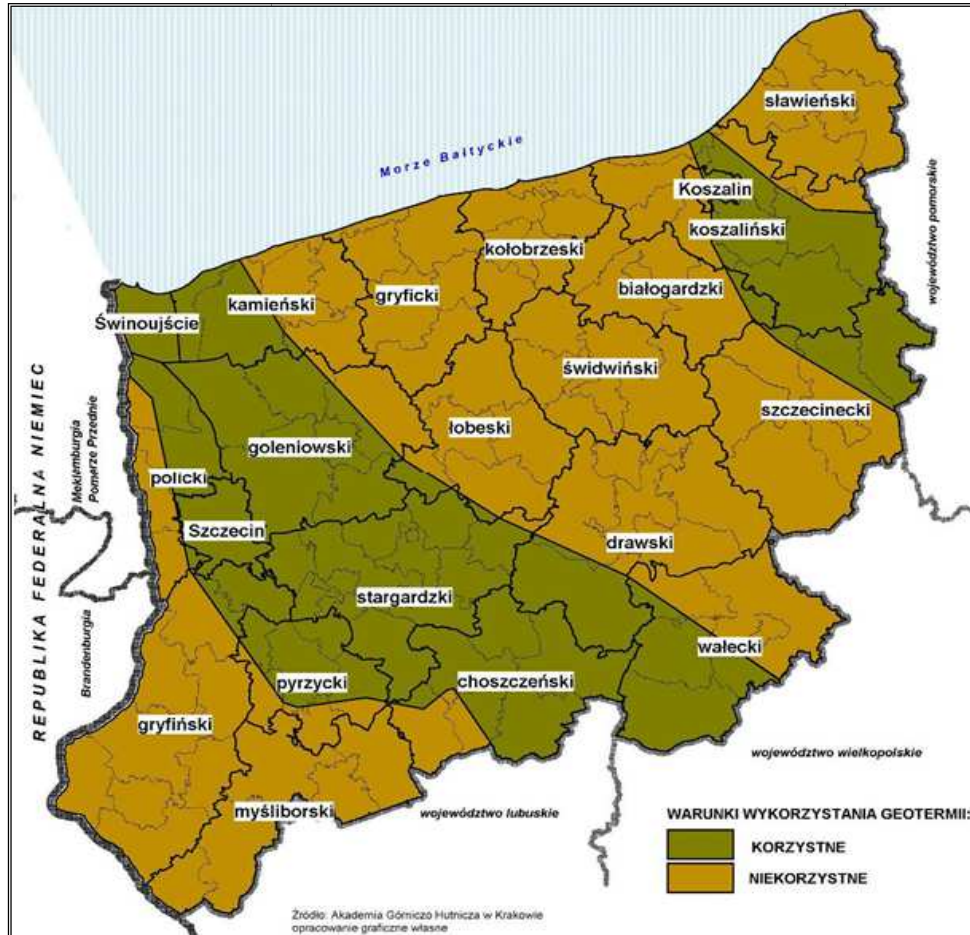 sławieński
Morze Bałtyckie
Koszalin
województwo pomorskie
koszaliński
kołobrzeski
gryficki
białogardzki
kamieński
Świnoujście
świdwiński
szczecinecki
łobeski
goleniowski
REPUBLIKA FEDERALNA NIEMIEC
Meklemburgia
Pomorze Przednie
policki
Szczecin
drawski
stargardzki
Brandenburgia
wałecki
pyrzycki
choszczeński
gryfiński
województwo wielkopolskie
myśliborski
województwo lubuskie
WARUNKI WYKORZYSTANIA GEOTERMII:
KORZYSTNE
NIEKORZYSTNE
Źródło: Akademia Górniczo Hutnicza w Krakowie
opracowanie graficzne własne